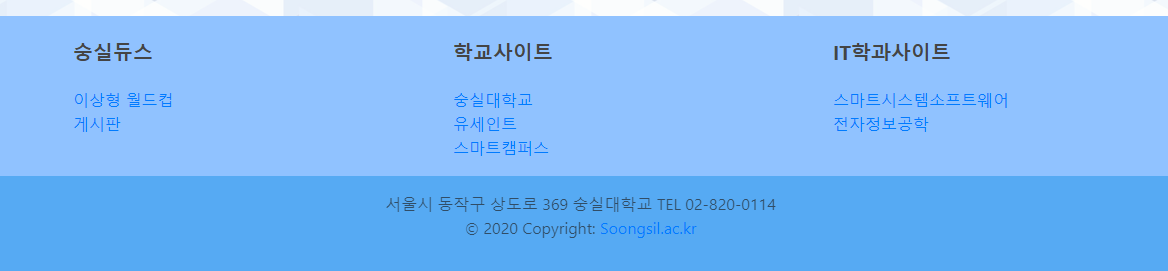 숭실듀스
이상형 월드컵
게시판
학교사이트
숭실대학교
유세인트
스마트캠퍼스
IT학과사이트
스마트시스템소프트웨어
전자정보공학
서울시 동작구 상도로 369 숭실대학교 TEL 02-820-0114
© 2020 Copyright: Soongsil.ac.kr